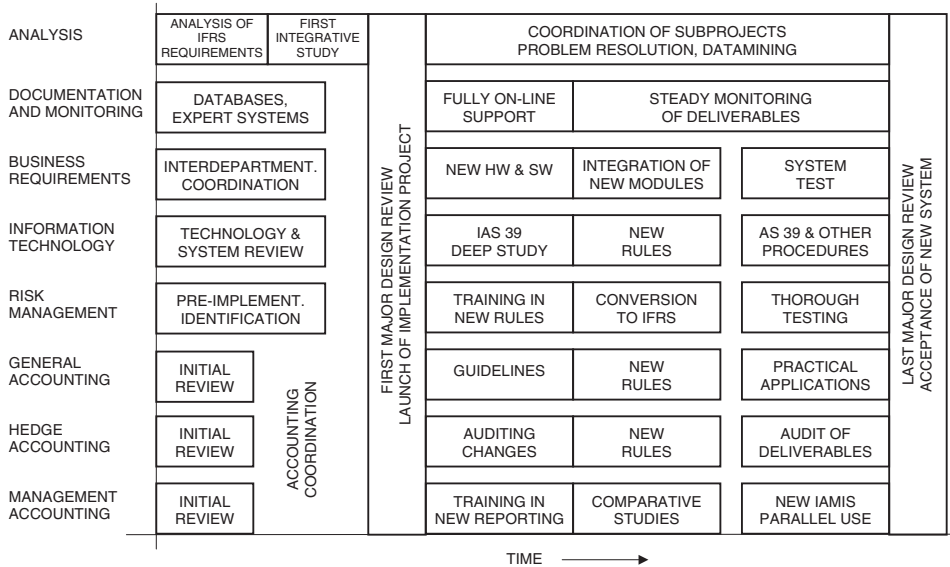 ANALYSIS
ANALYSIS OF
IFRS
REQUIREMENTS
FIRST
INTEGRATIVE
STUDY
COORDINATION OF SUBPROJECTS
PROBLEM RESOLUTION, DATAMINING
DOCUMENTATION
AND MONITORING
DATABASES,
EXPERT SYSTEMS
FULLY ON-LINE
SUPPORT
STEADY MONITORING
OF DELIVERABLES
BUSINESS
REQUIREMENTS
INTERDEPARTMENT.
COORDINATION
NEW HW & SW
INTEGRATION OF
NEW MODULES
SYSTEM
TEST
INFORMATION
TECHNOLOGY
TECHNOLOGY &
SYSTEM REVIEW
IAS 39
DEEP STUDY
NEW
RULES
AS 39 & OTHER
PROCEDURES
RISK
MANAGEMENT
PRE-IMPLEMENT.
IDENTIFICATION
TRAINING IN
NEW RULES
CONVERSION
TO IFRS
THOROUGH
TESTING
GENERAL
ACCOUNTING
INITIAL
REVIEW
GUIDELINES
NEW
RULES
PRACTICAL
APPLICATIONS
HEDGE
ACCOUNTING
INITIAL
REVIEW
AUDITING
CHANGES
NEW
RULES
AUDIT OF
DELIVERABLES
MANAGEMENT
ACCOUNTING
INITIAL
REVIEW
TRAINING IN
NEW REPORTING
COMPARATIVE
STUDIES
NEW IAMIS
PARALLEL USE
ACCOUNTING
COORDINATION
FIRST MAJOR DESIGN REVIEW
LAUNCH OF IMPLEMENTATION PROJECT
LAST MAJOR DESIGN REVIEW
ACCEPTANCE OF NEW SYSTEM
TIME